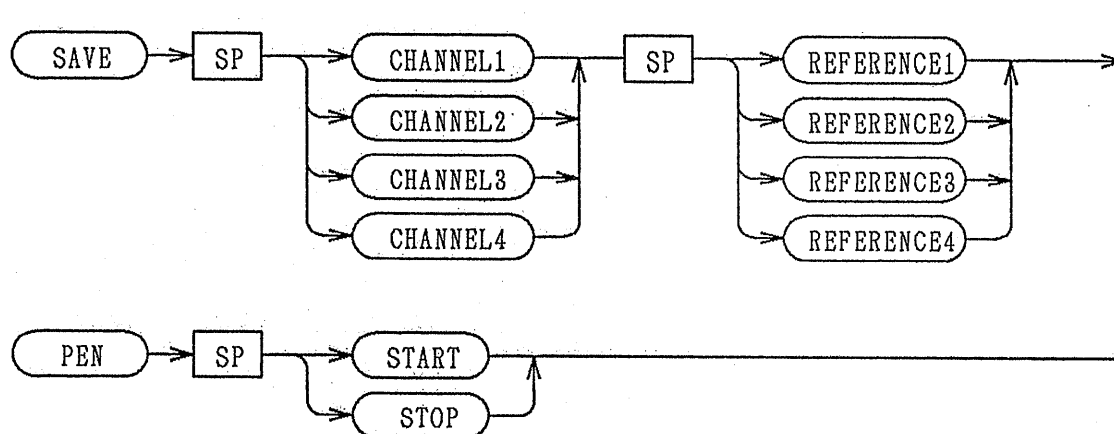 SAVE SP CHANNEL1 SP REFERENCE1
CHANNEL2 REFERENCE2
CHANNEL3 REFERENCE3
CHANNEL4 REFERENCE4
PEN SP START
STOP